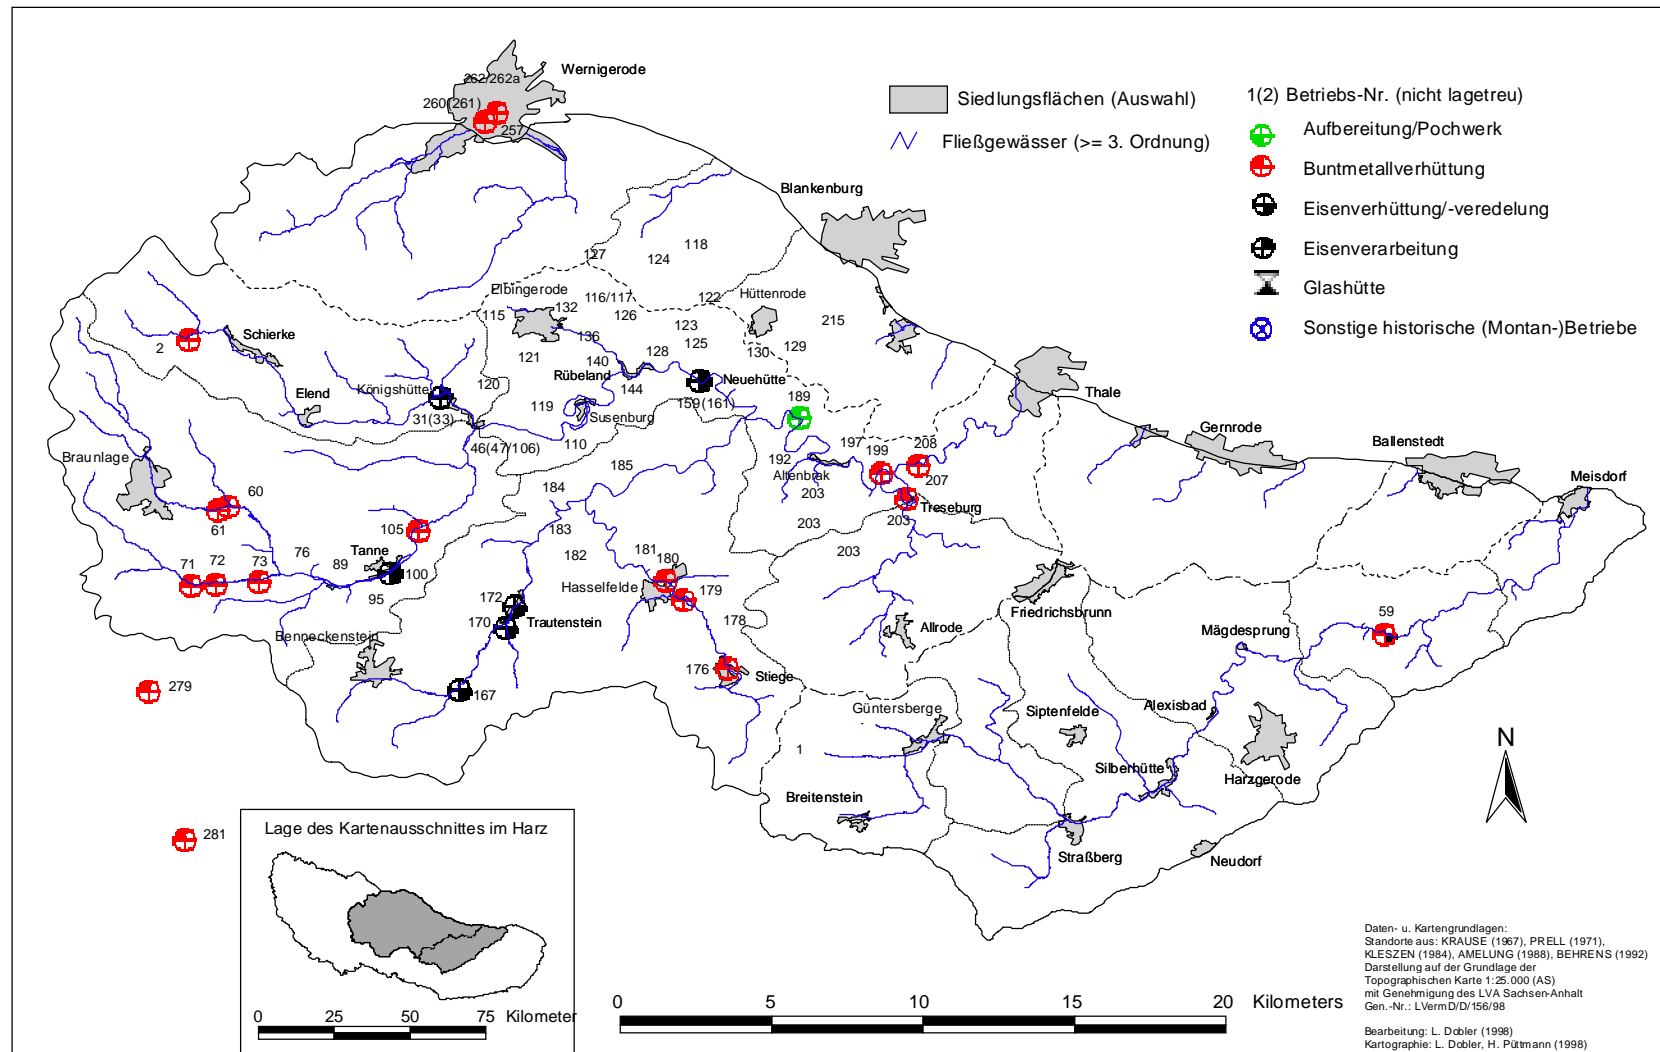 262/262a
Wernigerode
260(261)
257
Siedlungsflächen (Auswahl)
Fließgewässer (>= 3. Ordnung)
1(2) Betriebs-Nr. (nicht lagetreu)
Aufbereitung/Pochwerk
Buntmetallverhüttung
Eisenverhüttung/-veredelung
Eisenverarbeitung
Glashütte
Sonstige historische (Montan-)Betriebe
Blankenburg
118
127
124
Elbingerode
116/117
122
Hüttenrode
132
115
126
123
215
136
125
2
Schierke
121
140
128
130
129
Rübeland
144
Neuehütte
Königshütte
120
Elend
159(161)
189
Thale
31(33)
119
Susenburg
46(47/106)
110
197
208
Gernrode
Ballenstedt
199
Braunlage
185
192
Altenbrak
Meisdorf
60
184
203
207
61
Treseburg
105
183
203
203
Tanne
76
182
181
203
71
72
73
89
180
100
Hasselfelde
179
95
172
Friedrichsbrunn
59
170
Trautenstein
178
Allrode
Mägdesprung
Benneckenstein
176
Stiege
279
167
Güntersberge
Siptenfelde
Alexisbad
1
N
Silberhütte
Harzgerode
Breitenstein
281
Straßberg
Neudorf
Lage des Kartenausschnittes im Harz
0 25 50 75 Kilometer
0 5 10 15 20 Kilometers
Daten- u. Kartengrundlagen:
Standorte aus: KRAUSE (1967), PRELL (1971),
KLESZEN (1984), AMELUNG (1988), BEHRENS (1992)
Darstellung auf der Grundlage der
Topographischen Karte 1:25.000 (AS)
mit Genehmigung des LVA Sachsen-Anhalt
Gen.-Nr.: LVermD/D/156/98
Bearbeitung: L. Dobler (1998)
Kartographie: L. Dobler, H. Püttmann (1998)